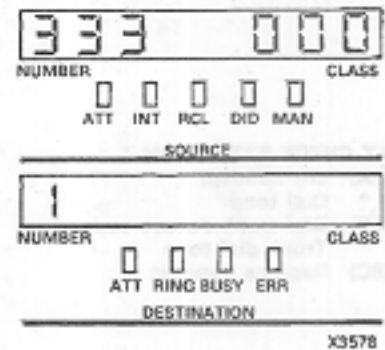 333 000
NUMBER CLASS
ATT INT RCL DID MAN
SOURCE
1
NUMBER CLASS
ATT RING BUSY ERR
DESTINATION
X3578